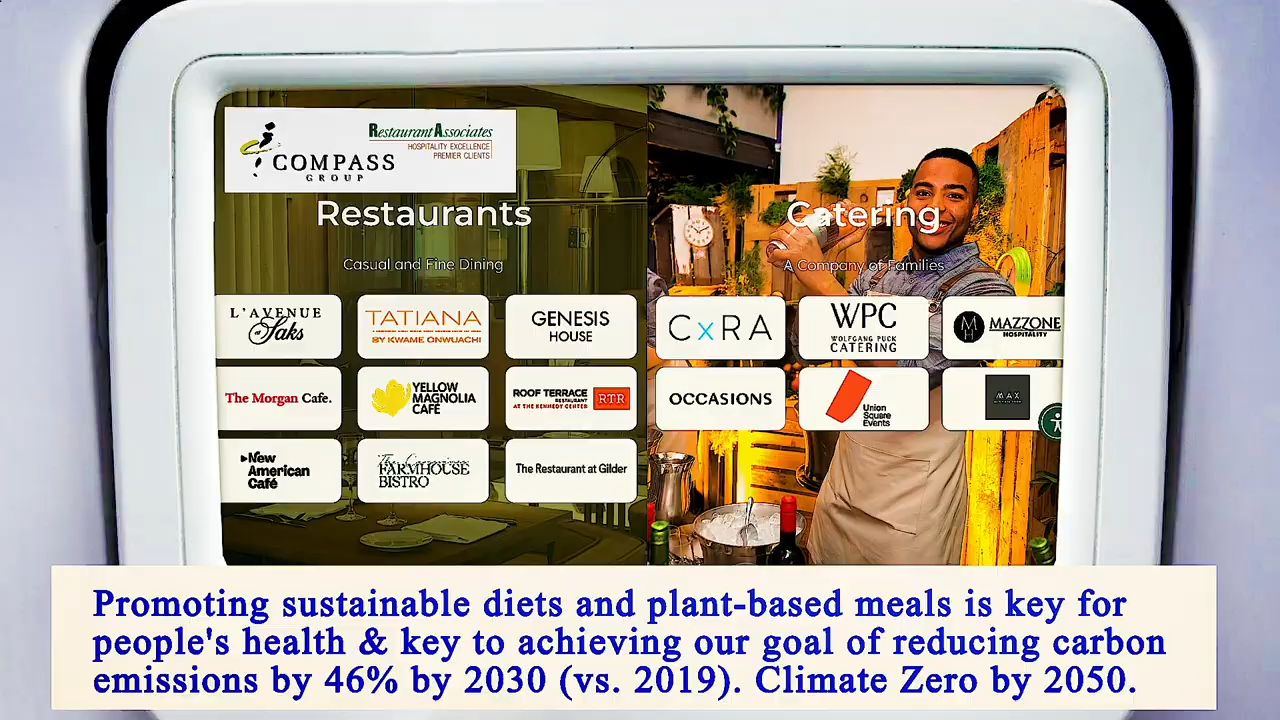 COMPASS
GROUP
Restaurant Associates
HOSPITALITY EXCELLENCE
PREMIER CLIENTS
Restaurants
Casual and Fine Dining
L'AVENUE
at Saks
TATIANA
BY KWAME ONWUACHI
GENESIS
HOUSE
The Morgan Cafe.
YELLOW
MAGNOLIA
CAFÉ
ROOF TERRACE
RESTAURANT
AT THE KENNEDY CENTER
RTR
New
American
Café
FARMHOUSE
BISTRO
The Restaurant at Gilder
Catering
A Company of Families
CxRA
WPC
WOLFGANG PUCK
CATERING
MH
MAZZONE
HOSPITALITY
OCCASIONS
Union
Square
Events
MAX
Promoting sustainable diets and plant-based meals is key for
people's health & key to achieving our goal of reducing carbon
emissions by 46% by 2030 (vs. 2019). Climate Zero by 2050.